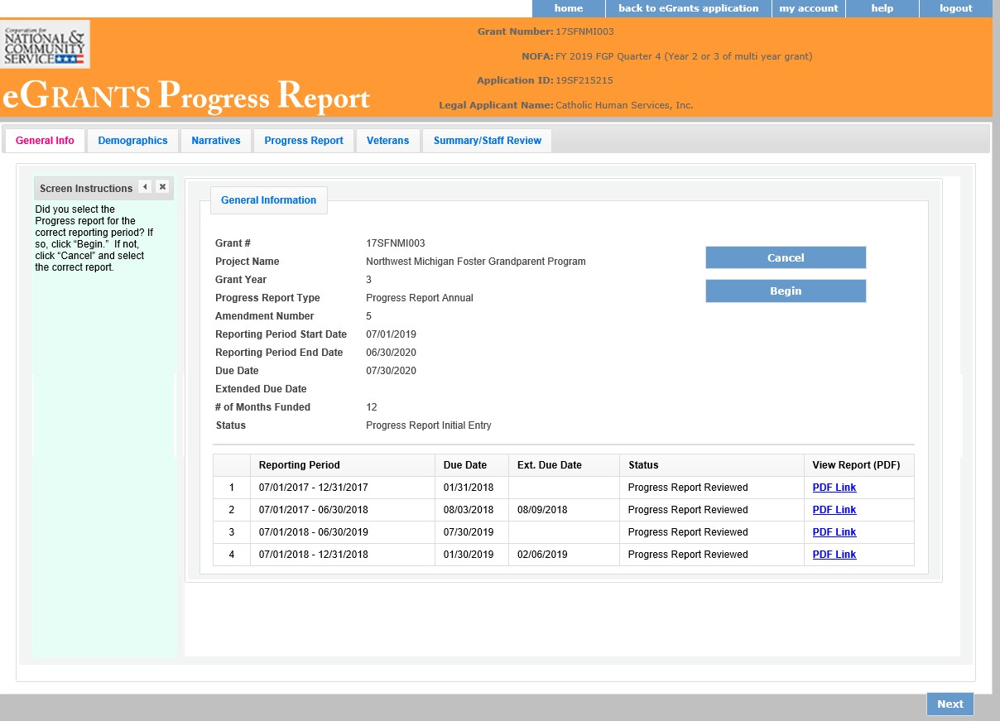 home back to eGrants application my account help logout
Corporation for
NATIONAL &
COMMUNITY
SERVICE
eGRANTS Progress Report
Grant Number: 17SFNMI003
NOFA: FY 2019 FGP Quarter 4 (Year 2 or 3 of multi year grant)
Application ID: 19SF215215
Legal Applicant Name: Catholic Human Services, Inc.
General Info Demographics Narratives Progress Report Veterans Summary/Staff Review
Screen Instructions
Did you select the
Progress report for the
correct reporting period? If
so, click “Begin.” If not,
click “Cancel” and select
the correct report.
General Information
Grant # 17SFNMI003
Project Name Northwest Michigan Foster Grandparent Program
Grant Year 3
Progress Report Type Progress Report Annual
Amendment Number 5
Reporting Period Start Date 07/01/2019
Reporting Period End Date 06/30/2020
Due Date 07/30/2020
Extended Due Date
# of Months Funded 12
Status Progress Report Initial Entry
Cancel
Begin
Reporting Period Due Date Ext. Due Date Status View Report (PDF)
1 07/01/2017 - 12/31/2017 01/31/2018 Progress Report Reviewed PDF Link
2 07/01/2017 - 06/30/2018 08/03/2018 08/09/2018 Progress Report Reviewed PDF Link
3 07/01/2018 - 06/30/2019 07/30/2019 Progress Report Reviewed PDF Link
4 07/01/2018 - 12/31/2018 01/30/2019 02/06/2019 Progress Report Reviewed PDF Link
Next